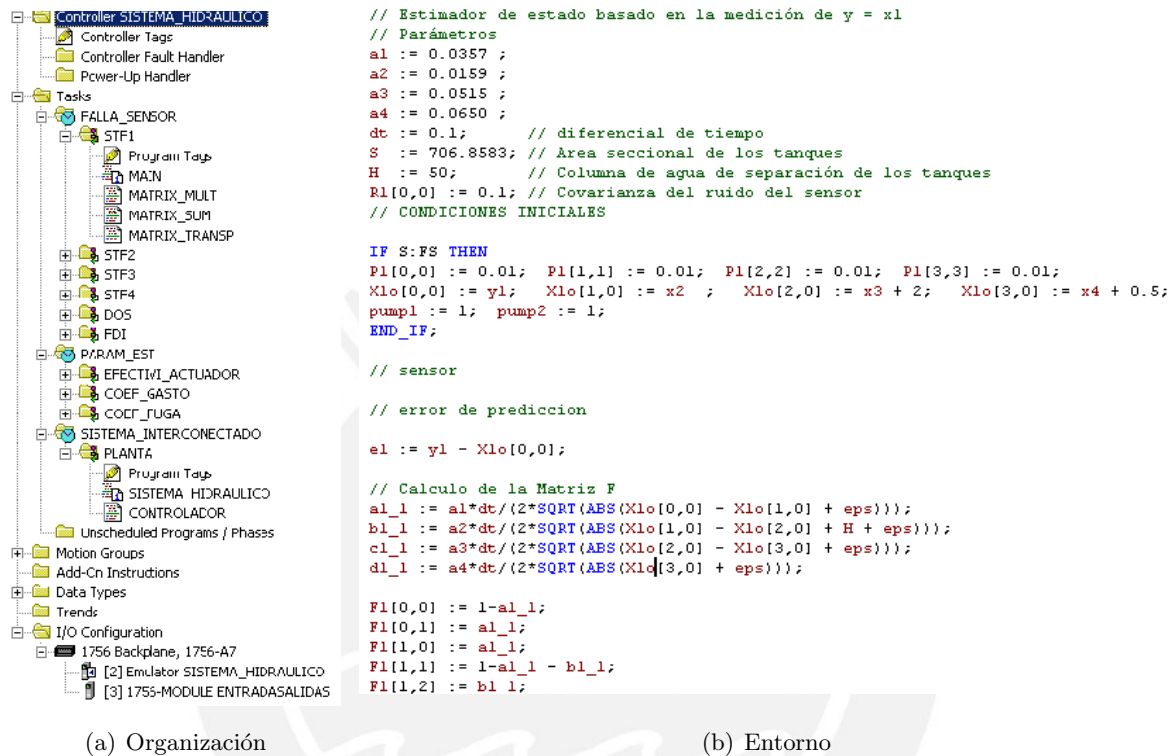 Controller SISTEMA_HIDRAULICO
Controller Tags
Controller Fault Handler
Power-Up Handler
Tasks
FALLA_SENSOR
STF1
Program Tags
MAIN
MATRIX_MULT
MATRIX_SUM
MATRIX_TRANSP
STF2
STF3
STF4
DOS
FDI
PARAM_EST
EFECTIVI_ACTUADOR
COEF_GASTO
COEF_FUGA
SISTEMA_INTERCONECTADO
PLANTA
Program Tags
SISTEMA_HIDRAULICO
CONTROLADOR
Unscheduled Programs / Phases
Motion Groups
Add-On Instructions
Data Types
Trends
I/O Configuration
1756 Backplane, 1756-A7
[2] Emulator SISTEMA_HIDRAULICO
[3] 1756-MODULE ENTRADASALIDAS
(a) Organización
// Estimador de estado basado en la medición de y = x1
// Parámetros
a1 := 0.0357 ;
a2 := 0.0159 ;
a3 := 0.0515 ;
a4 := 0.0650 ;
dt := 0.1; // diferencial de tiempo
S := 706.8583; // Area seccional de los tanques
H := 50; // Columna de agua de separación de los tanques
R1[0,0] := 0.1; // Covarianza del ruido del sensor
// CONDICIONES INICIALES
IF S:FS THEN
P1[0,0] := 0.01; P1[1,1] := 0.01; P1[2,2] := 0.01; P1[3,3] := 0.01;
X1o[0,0] := y1; X1o[1,0] := x2 ; X1o[2,0] := x3 + 2; X1o[3,0] := x4 + 0.5;
pump1 := 1; pump2 := 1;
END_IF;
// sensor
// error de prediccion
e1 := y1 - X1o[0,0];
// Calculo de la Matriz F
a1_1 := a1*dt/(2*SQRT(ABS(X1o[0,0] - X1o[1,0] + eps)));
b1_1 := a2*dt/(2*SQRT(ABS(X1o[1,0] - X1o[2,0] + H + eps)));
c1_1 := a3*dt/(2*SQRT(ABS(X1o[2,0] - X1o[3,0] + eps)));
d1_1 := a4*dt/(2*SQRT(ABS(X1o[3,0] + eps)));
F1[0,0] := 1-a1_1;
F1[0,1] := a1_1;
F1[1,0] := a1_1;
F1[1,1] := 1-a1_1 - b1_1;
F1[1,2] := b1_1;
(b) Entorno